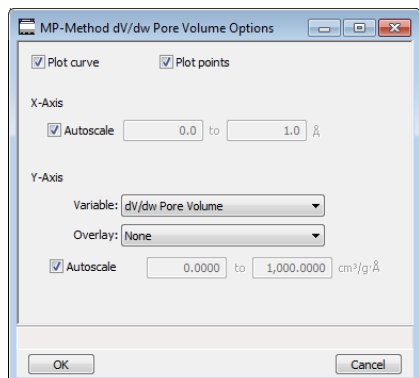 MP-Method dV/dw Pore Volume Options
Plot curve Plot points
X-Axis
Autoscale 0.0 to 1.0 Å
Y-Axis
Variable: dV/dw Pore Volume
Overlay: None
Autoscale 0.0000 to 1,000.0000 cm³/g·Å
OK Cancel